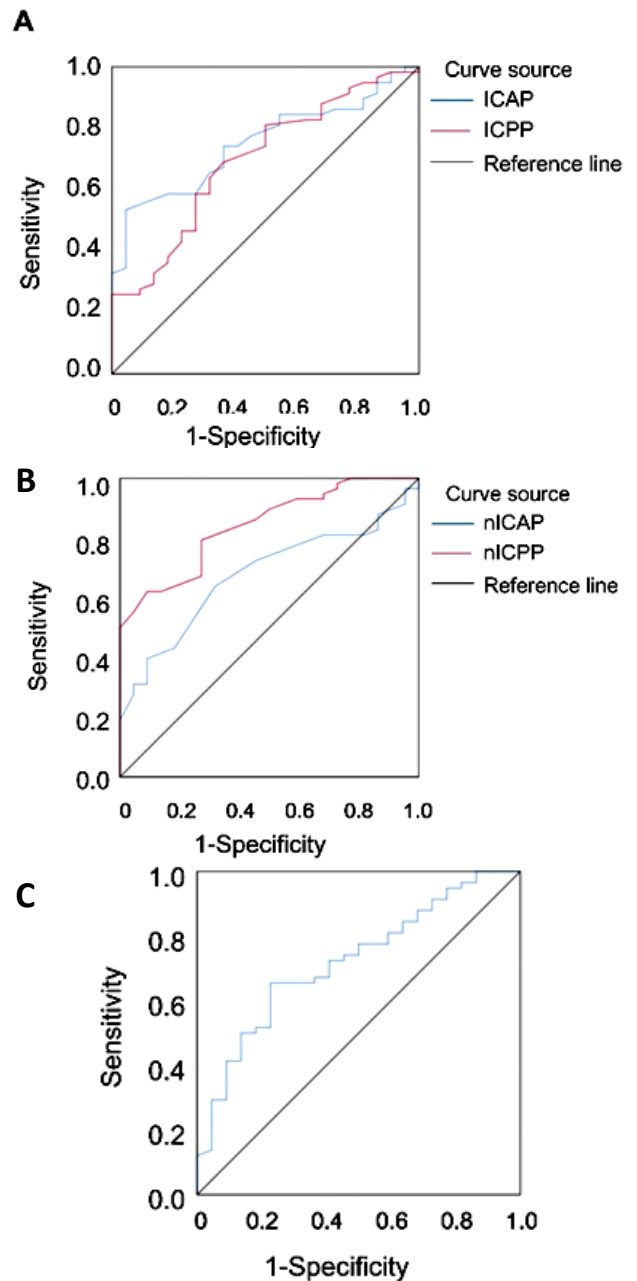 A
1.0
0.8
0.6
0.4
0.2
0.0
Sensitivity
0 0.2 0.4 0.6 0.8 1.0
1-Specificity
Curve source
ICAP
ICPP
Reference line
B
1.0
0.8
0.6
0.4
0.2
0.0
Sensitivity
0 0.2 0.4 0.6 0.8 1.0
1-Specificity
Curve source
nICAP
nICPP
Reference line
C
1.0
0.8
0.6
0.4
0.2
0.0
Sensitivity
0 0.2 0.4 0.6 0.8 1.0
1-Specificity